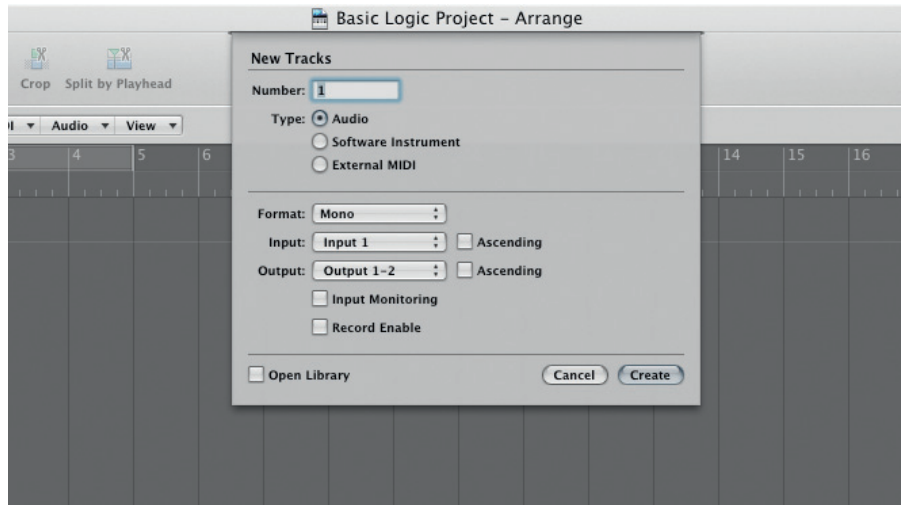 Basic Logic Project – Arrange
Crop Split by Playhead
Audio View
3 4 5 6 14 15 16
New Tracks
Number: 1
Type: Audio
Software Instrument
External MIDI
Format: Mono
Input: Input 1 Ascending
Output: Output 1-2 Ascending
Input Monitoring
Record Enable
Open Library Cancel Create